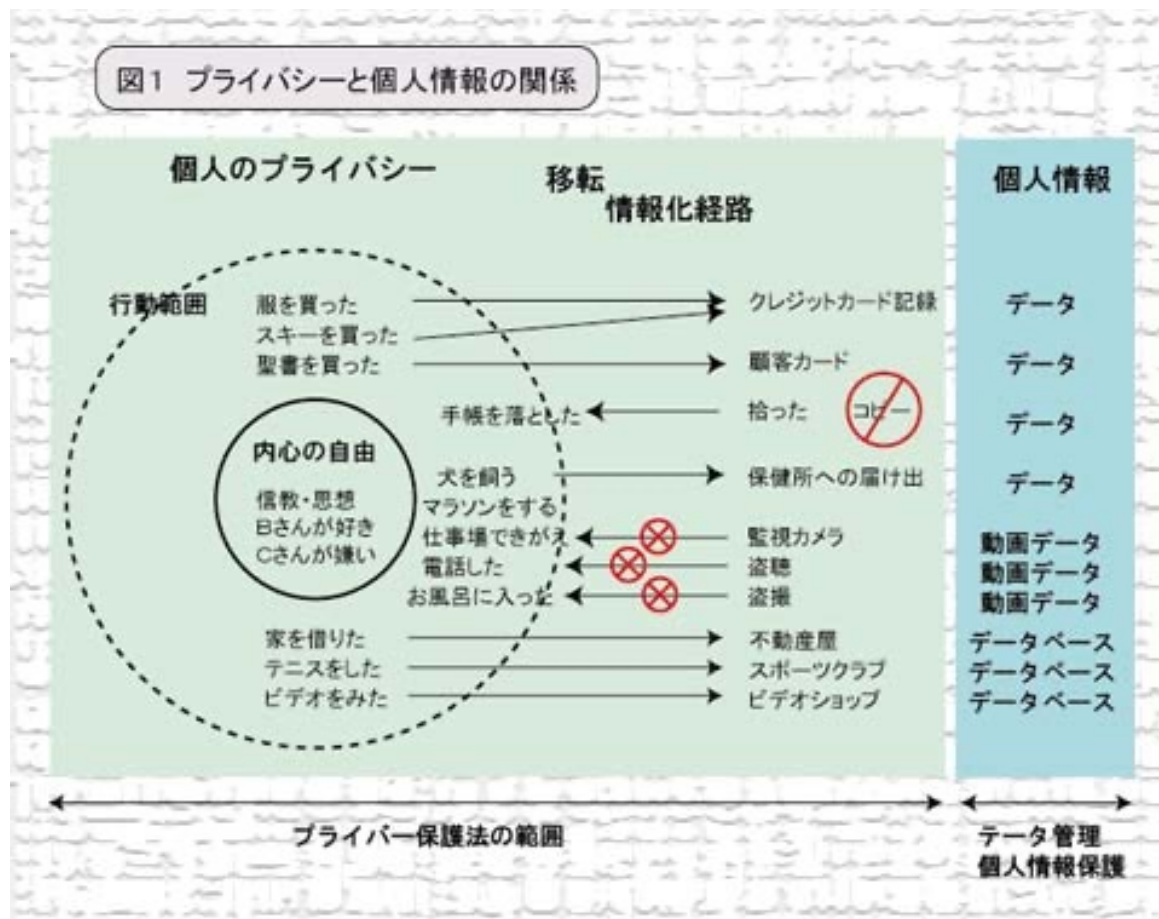 図1 プライバシーと個人情報の関係
個人のプライバシー
移転
情報化経路
個人情報
行動範囲
服を買った
クレジットカード記録
データ
スキーを買った
聖書を買った
顧客カード
データ
手帳を落とした
拾った
コピー
データ
内心の自由
信教・思想
Bさんが好き
Cさんが嫌い
犬を飼う
保健所への届け出
データ
マラソンをする
仕事場できがえ
監視カメラ
動画データ
電話した
盗聴
動画データ
お風呂に入った
盗撮
動画データ
家を借りた
不動産屋
データベース
テニスをした
スポーツクラブ
データベース
ビデオをみた
ビデオショップ
データベース
プライバー保護法の範囲
テータ管理
個人情報保護